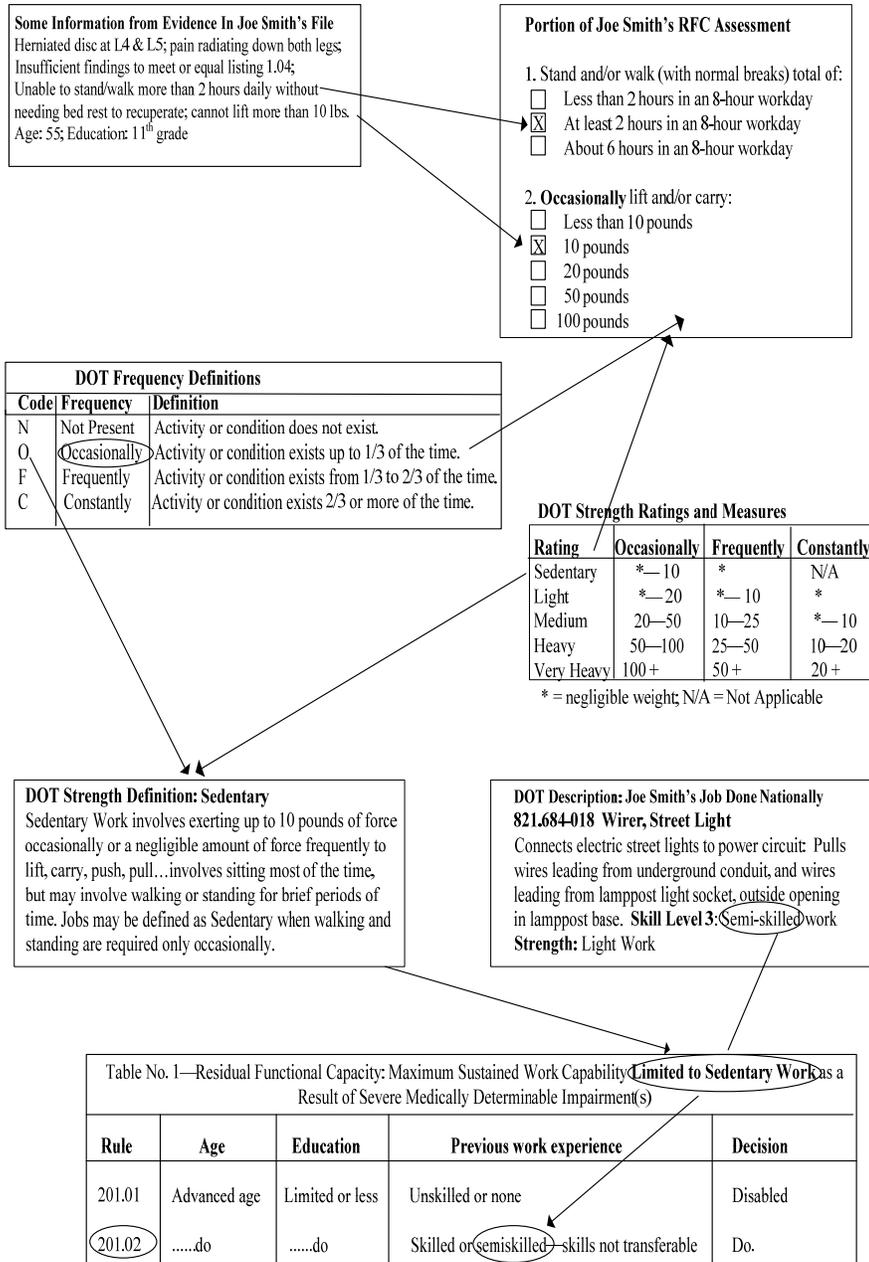 Some Information from Evidence In Joe Smith's File
Herniated disc at L4 & L5; pain radiating down both legs;
Insufficient findings to meet or equal listing 1.04;
Unable to stand/walk more than 2 hours daily without
needing bed rest to recuperate; cannot lift more than 10 lbs.
Age: 55; Education: 11th grade
Portion of Joe Smith's RFC Assessment
1. Stand and/or walk (with normal breaks) total of:
Less than 2 hours in an 8-hour workday
X At least 2 hours in an 8-hour workday
About 6 hours in an 8-hour workday
2. Occasionally lift and/or carry:
Less than 10 pounds
X 10 pounds
20 pounds
50 pounds
100 pounds
DOT Frequency Definitions
Code Frequency Definition
N Not Present Activity or condition does not exist.
O Occasionally Activity or condition exists up to 1/3 of the time.
F Frequently Activity or condition exists from 1/3 to 2/3 of the time.
C Constantly Activity or condition exists 2/3 or more of the time.
DOT Strength Ratings and Measures
Rating Occasionally Frequently Constantly
Sedentary *—10 * N/A
Light *—20 *—10 *
Medium 20—50 10—25 *—10
Heavy 50—100 25—50 10—20
Very Heavy 100 + 50 + 20 +
* = negligible weight; N/A = Not Applicable
DOT Strength Definition: Sedentary
Sedentary Work involves exerting up to 10 pounds of force
occasionally or a negligible amount of force frequently to
lift, carry, push, pull…involves sitting most of the time,
but may involve walking or standing for brief periods of
time. Jobs may be defined as Sedentary when walking and
standing are required only occasionally.
DOT Description: Joe Smith's Job Done Nationally
821.684-018 Wirer, Street Light
Connects electric street lights to power circuit: Pulls
wires leading from underground conduit, and wires
leading from lamppost light socket, outside opening
in lamppost base. Skill Level 3: Semi-skilled work
Strength: Light Work
Table No. 1—Residual Functional Capacity: Maximum Sustained Work Capability Limited to Sedentary Work as a
Result of Severe Medically Determinable Impairment(s)
Rule Age Education Previous work experience Decision
201.01 Advanced age Limited or less Unskilled or none Disabled
201.02 ......do ......do Skilled or semiskilled—skills not transferable Do.